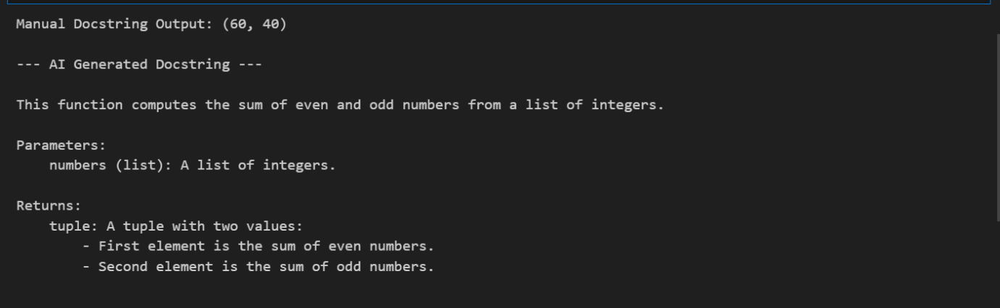 Manual Docstring Output: (60, 40)
--- AI Generated Docstring ---
This function computes the sum of even and odd numbers from a list of integers.
Parameters:
numbers (list): A list of integers.
Returns:
tuple: A tuple with two values:
- First element is the sum of even numbers.
- Second element is the sum of odd numbers.